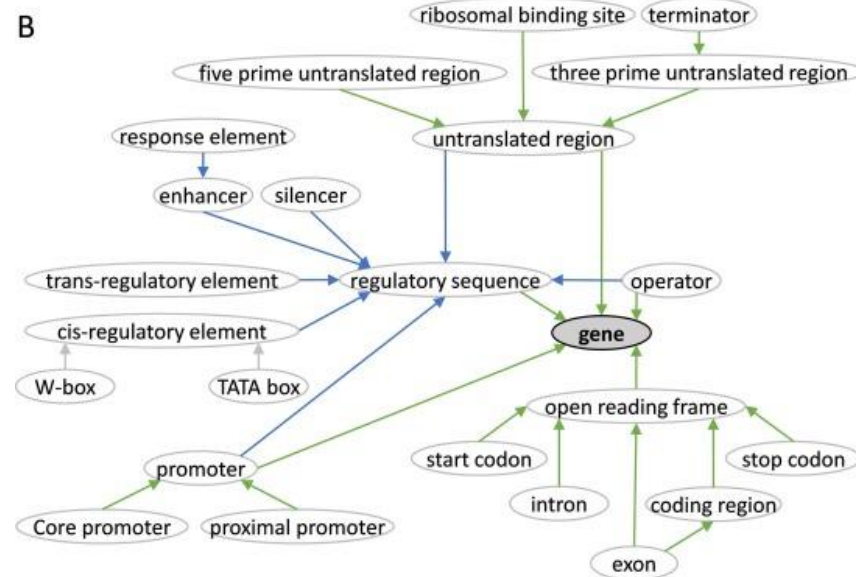 B
ribosomal binding site
terminator
five prime untranslated region
three prime untranslated region
response element
untranslated region
enhancer
silencer
trans-regulatory element
regulatory sequence
operator
cis-regulatory element
gene
W-box
TATA box
open reading frame
promoter
start codon
stop codon
intron
coding region
Core promoter
proximal promoter
exon